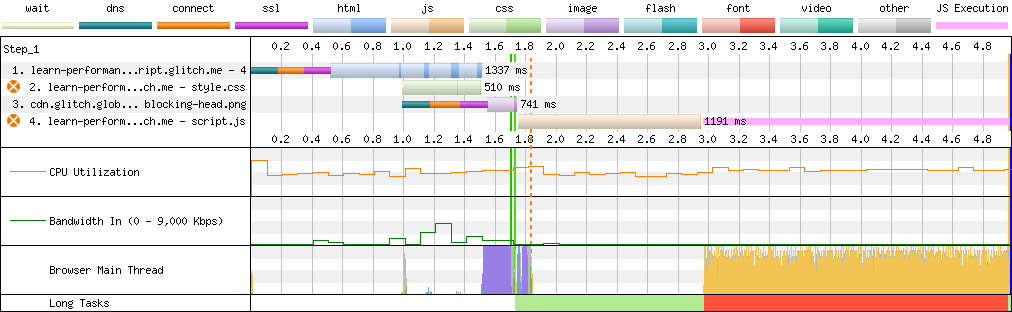 wait dns connect ssl html js css image flash font video other JS Execution
Step_1 0.2 0.4 0.6 0.8 1.0 1.2 1.4 1.6 1.8 2.0 2.2 2.4 2.6 2.8 3.0 3.2 3.4 3.6 3.8 4.0 4.2 4.4 4.6 4.8
1. learn-performan...ript.glitch.me - 4 1337 ms
2. learn-perform...ch.me - style.css 510 ms
3. cdn.glitch.glob... blocking-head.png 741 ms
4. learn-perform...ch.me - script.js 1191 ms
0.2 0.4 0.6 0.8 1.0 1.2 1.4 1.6 1.8 2.0 2.2 2.4 2.6 2.8 3.0 3.2 3.4 3.6 3.8 4.0 4.2 4.4 4.6 4.8
CPU Utilization
Bandwidth In (0 - 9,000 Kbps)
Browser Main Thread
Long Tasks